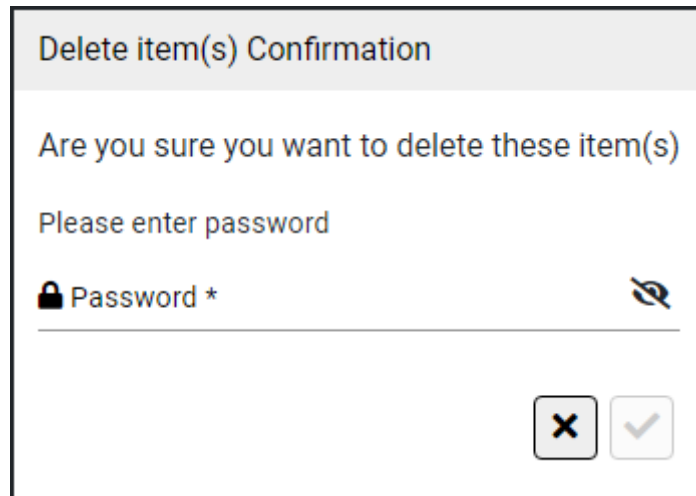 Delete item(s) Confirmation
Are you sure you want to delete these item(s)
Please enter password
Password *